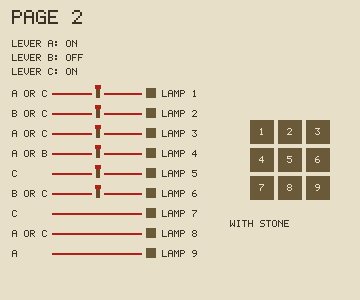 PAGE 2
LEVER A: ON
LEVER B: OFF
LEVER C: ON
A OR C LAMP 1
B OR C LAMP 2
A OR C LAMP 3
A OR B LAMP 4
C LAMP 5
B OR C LAMP 6
C LAMP 7
A OR C LAMP 8
A LAMP 9
1 2 3
4 5 6
7 8 9
WITH STONE